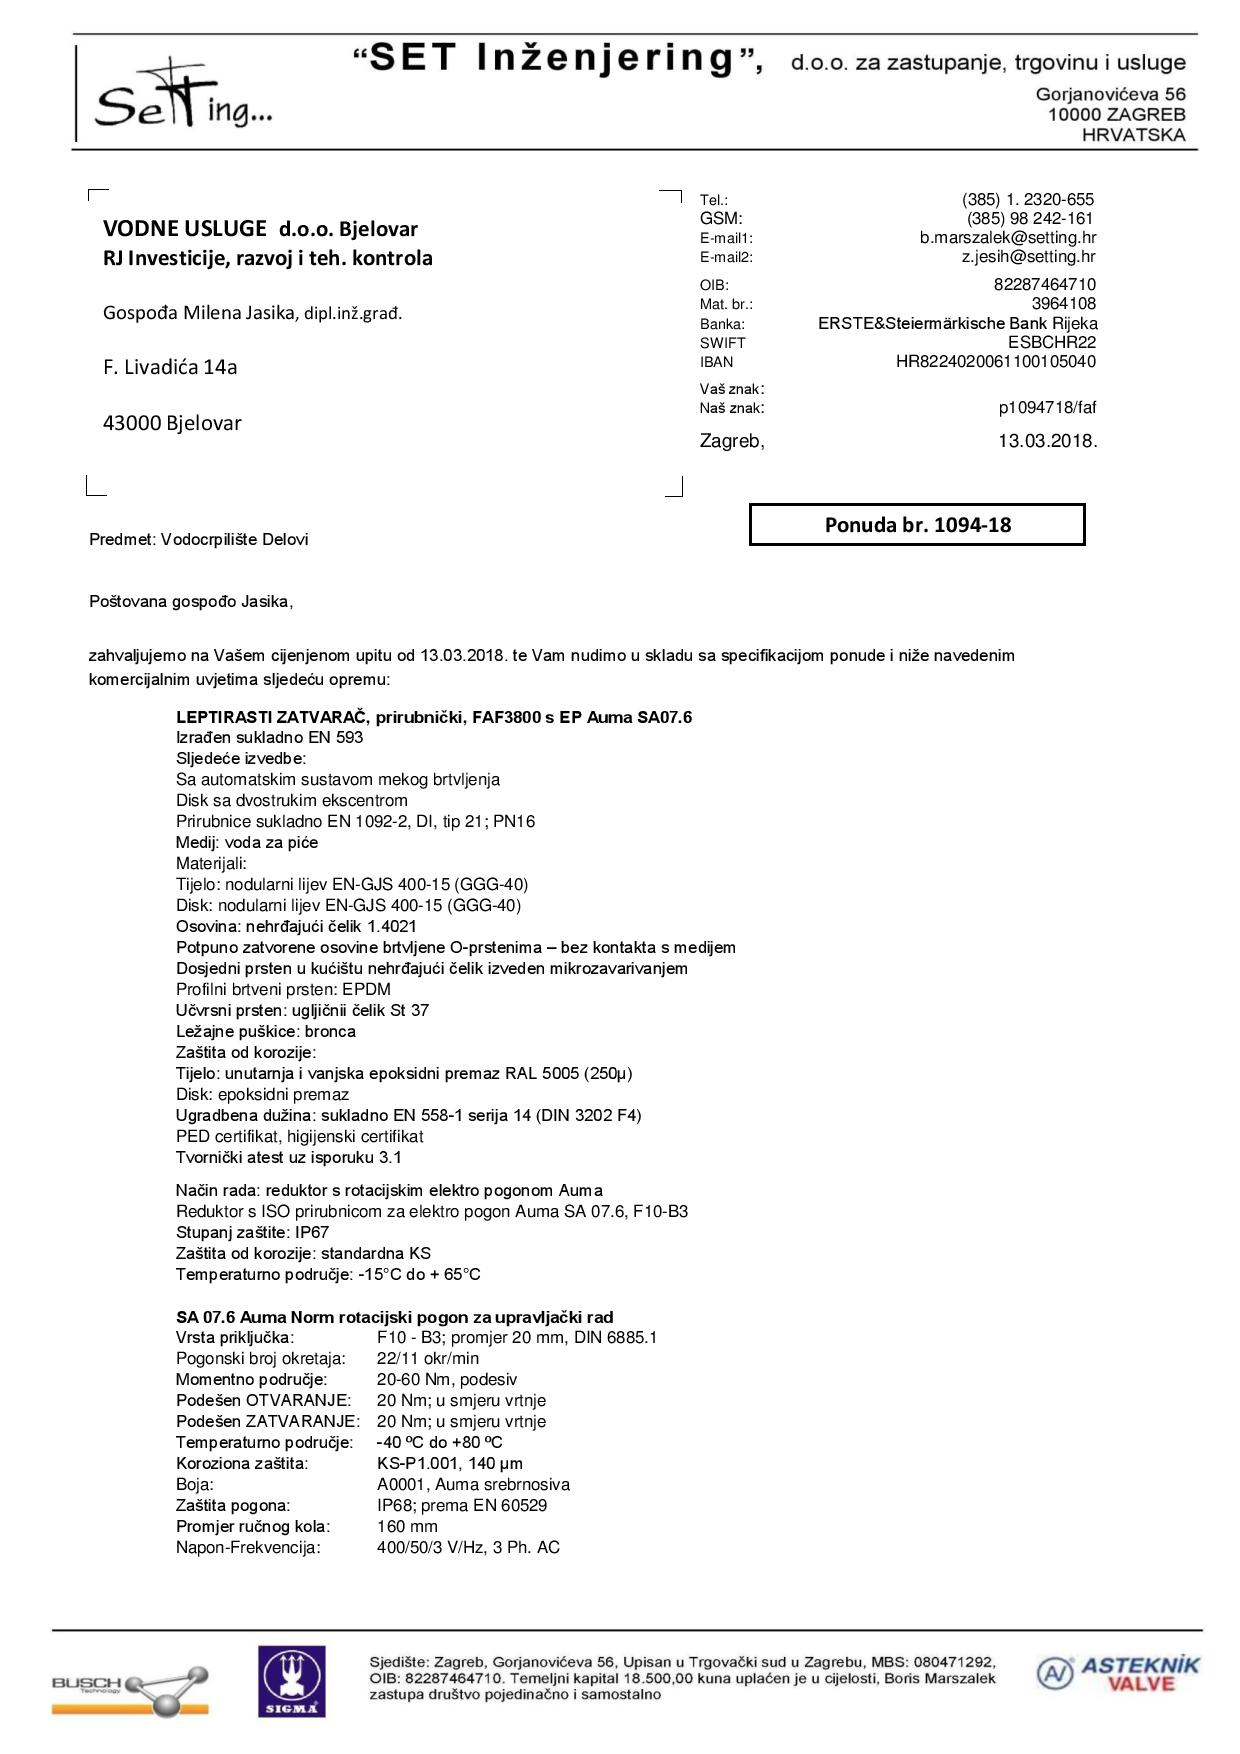 “SET Inženjering”, d.o.o. za zastupanje, trgovinu i usluge
Gorjanovićeva 56
10000 ZAGREB
HRVATSKA
SeTTing...
VODNE USLUGE d.o.o. Bjelovar
RJ Investicije, razvoj i teh. kontrola
Gospođa Milena Jasika, dipl.inž.građ.
F. Livadića 14a
43000 Bjelovar
Tel.: (385) 1. 2320-655
GSM: (385) 98 242-161
E-mail1: b.marszalek@setting.hr
E-mail2: z.jesih@setting.hr
OIB: 82287464710
Mat. br.: 3964108
Banka: ERSTE&Steiermärkische Bank Rijeka
SWIFT ESBCHR22
IBAN HR8224020061100105040
Vaš znak:
Naš znak: p1094718/faf
Zagreb, 13.03.2018.
Ponuda br. 1094-18
Predmet: Vodocrpilište Delovi
Poštovana gospođo Jasika,
zahvaljujemo na Vašem cijenjenom upitu od 13.03.2018. te Vam nudimo u skladu sa specifikacijom ponude i niže navedenim
komercijalnim uvjetima sljedeću opremu:
LEPTIRASTI ZATVARAČ, prirubnički, FAF3800 s EP Auma SA07.6
Izrađen sukladno EN 593
Sljedeće izvedbe:
Sa automatskim sustavom mekog brtvljenja
Disk sa dvostrukim ekscentrom
Prirubnice sukladno EN 1092-2, DI, tip 21; PN16
Medij: voda za piće
Materijali:
Tijelo: nodularni lijev EN-GJS 400-15 (GGG-40)
Disk: nodularni lijev EN-GJS 400-15 (GGG-40)
Osovina: nehrđajući čelik 1.4021
Potpuno zatvorene osovine brtvljene O-prstenima – bez kontakta s medijem
Dosjedni prsten u kućištu nehrđajući čelik izveden mikrozavarivanjem
Profilni brtveni prsten: EPDM
Učvrsni prsten: ugljičnii čelik St 37
Ležajne puškice: bronca
Zaštita od korozije:
Tijelo: unutarnja i vanjska epoksidni premaz RAL 5005 (250µ)
Disk: epoksidni premaz
Ugradbena dužina: sukladno EN 558-1 serija 14 (DIN 3202 F4)
PED certifikat, higijenski certifikat
Tvornički atest uz isporuku 3.1
Način rada: reduktor s rotacijskim elektro pogonom Auma
Reduktor s ISO prirubnicom za elektro pogon Auma SA 07.6, F10-B3
Stupanj zaštite: IP67
Zaštita od korozije: standardna KS
Temperaturno područje: -15°C do + 65°C
SA 07.6 Auma Norm rotacijski pogon za upravljački rad
Vrsta priključka: F10 - B3; promjer 20 mm, DIN 6885.1
Pogonski broj okretaja: 22/11 okr/min
Momentno područje: 20-60 Nm, podesiv
Podešen OTVARANJE: 20 Nm; u smjeru vrtnje
Podešen ZATVARANJE: 20 Nm; u smjeru vrtnje
Temperaturno područje: -40 ºC do +80 ºC
Koroziona zaštita: KS-P1.001, 140 µm
Boja: A0001, Auma srebrnosiva
Zaštita pogona: IP68; prema EN 60529
Promjer ručnog kola: 160 mm
Napon-Frekvencija: 400/50/3 V/Hz, 3 Ph. AC
BUSCH
Technology
SIGMA
Sjedište: Zagreb, Gorjanovićeva 56, Upisan u Trgovački sud u Zagrebu, MBS: 080471292,
OIB: 82287464710. Temeljni kapital 18.500,00 kuna uplaćen je u cijelosti, Boris Marszalek
zastupa društvo pojedinačno i samostalno
AV ASTEKNİK
VALVE